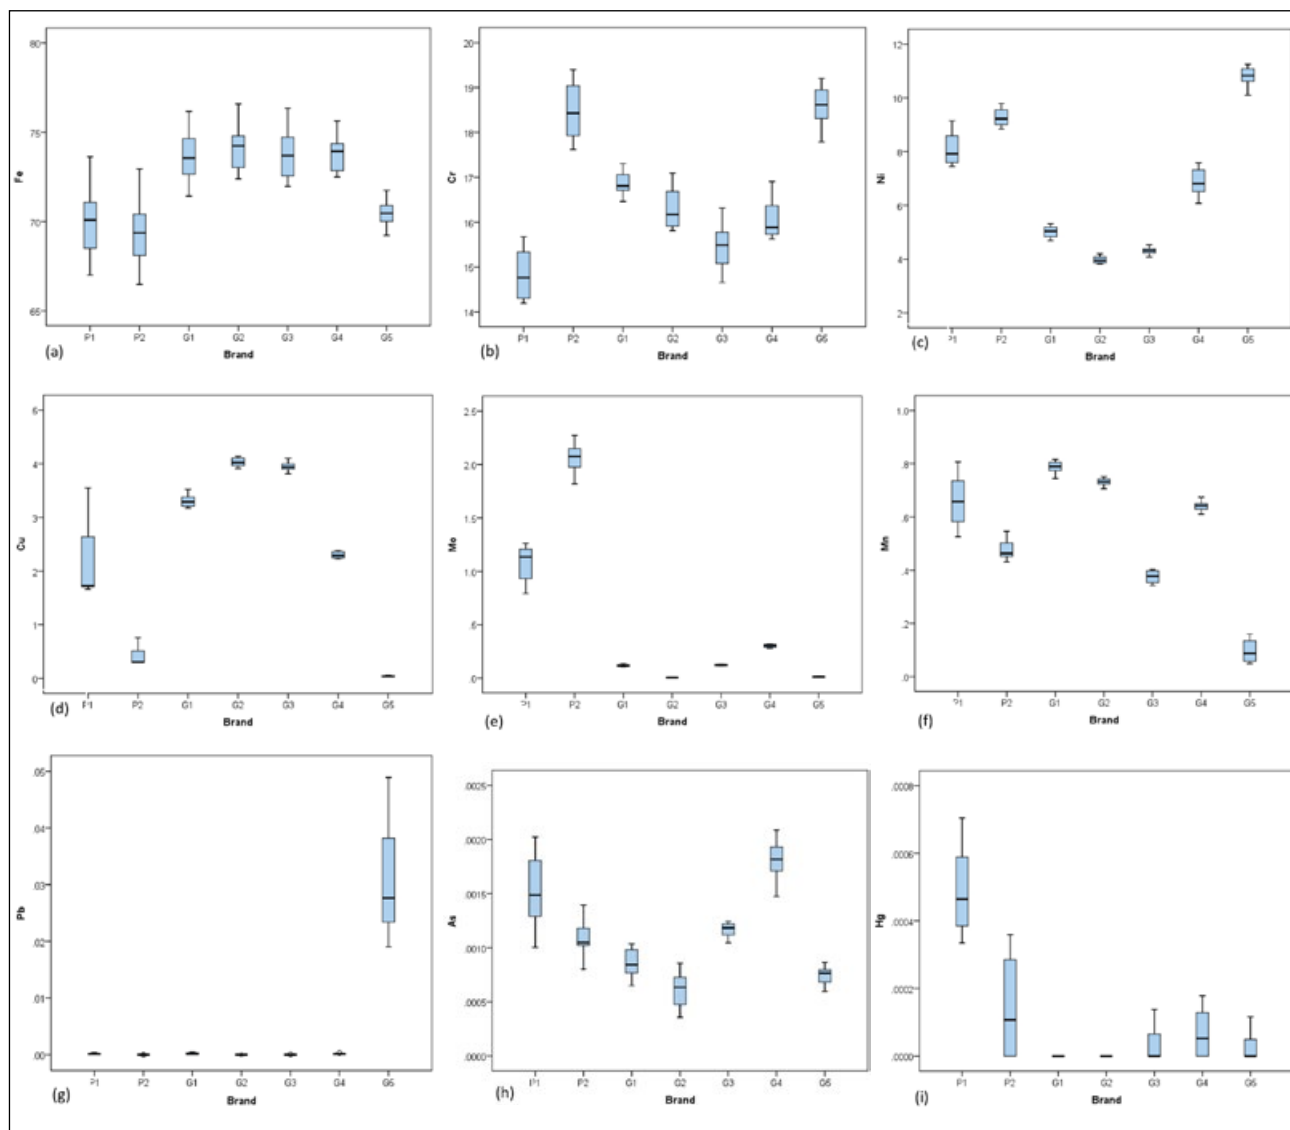 Fe
80
75
70
65
P1 P2 G1 G2 G3 G4 G5
(a)
Brand
Cr
20
19
18
17
16
15
14
P1 P2 G1 G2 G3 G4 G5
(b)
Brand
Ni
12
10
8
6
4
2
P1 P2 G1 G2 G3 G4 G5
(c)
Brand
Cu
6
5
4
3
2
1
0
P1 P2 G1 G2 G3 G4 G5
(d)
Brand
Mo
2.5
2.0
1.5
1.0
.5
.0
P1 P2 G1 G2 G3 G4 G5
(e)
Brand
Mn
1.0
.8
.6
.4
.2
.0
P1 P2 G1 G2 G3 G4 G5
(f)
Brand
Pb
.05
.04
.03
.02
.01
.00
P1 P2 G1 G2 G3 G4 G5
(g)
Brand
As
.0025
.0020
.0015
.0010
.0005
.0000
P1 P2 G1 G2 G3 G4 G5
(h)
Brand
Hg
.0008
.0006
.0004
.0002
.0000
P1 P2 G1 G2 G3 G4 G5
(i)
Brand